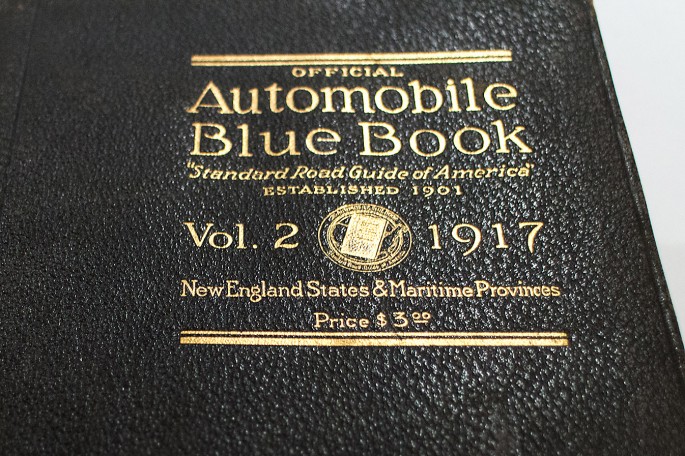 OFFICIAL
Automobile
Blue Book
"Standard Road Guide of America"
ESTABLISHED 1901
Vol. 2 1917
New England States & Maritime Provinces
Price $3.00